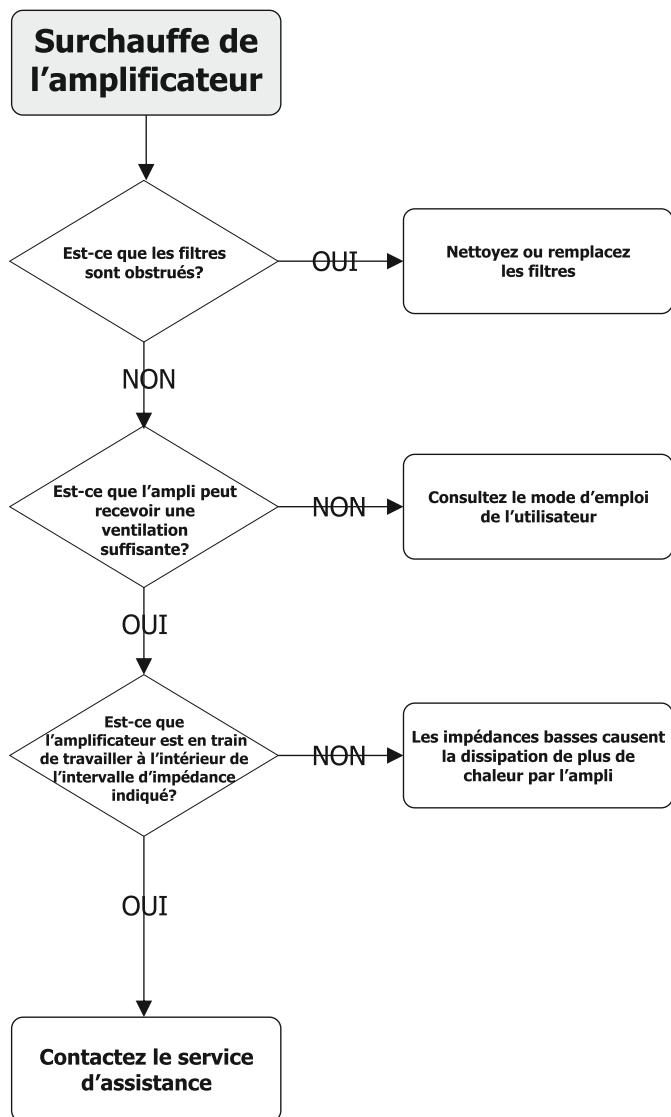 Surchauffe de
l’amplificateur
Est-ce que les filtres
sont obstrués?
OUI
Nettoyez ou remplacez
les filtres
NON
Est-ce que l’ampli peut
recevoir une
ventilation
suffisante?
NON
Consultez le mode d’emploi
de l’utilisateur
OUI
Est-ce que
l’amplificateur est en train
de travailler à l’intérieur de
l’intervalle d’impédance
indiqué?
NON
Les impédances basses causent
la dissipation de plus de
chaleur par l’ampli
OUI
Contactez le service
d’assistance